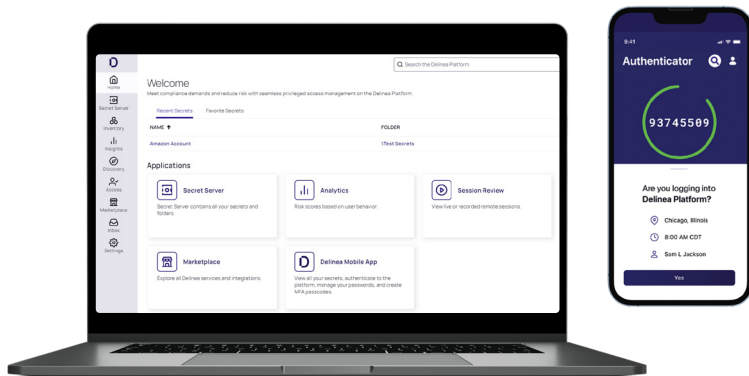 D
Search the Delinea Platform
Home
Secret Server
Inventory
Insights
Discovery
Access
Marketplace
Inbox
Settings
Welcome
Meet compliance demands and reduce risk with seamless privileged access management on the Delinea Platform.
Recent Secrets Favorite Secrets
NAME ↑ FOLDER
Amazon Account 1Test Secrets
Applications
Secret Server
Secret Server contains all your secrets and
folders.
Analytics
Risk scores based on user behavior.
Session Review
View live or recorded remote sessions.
Marketplace
Explore all Delinea services and integrations.
D
Delinea Mobile App
View all your secrets, authenticate to the
platform, manage your passwords, and create
MFA passcodes.
9:41
Authenticator
93745509
Are you logging into
Delinea Platform?
Chicago, Illinois
8:00 AM CDT
Sam L Jackson
Yes